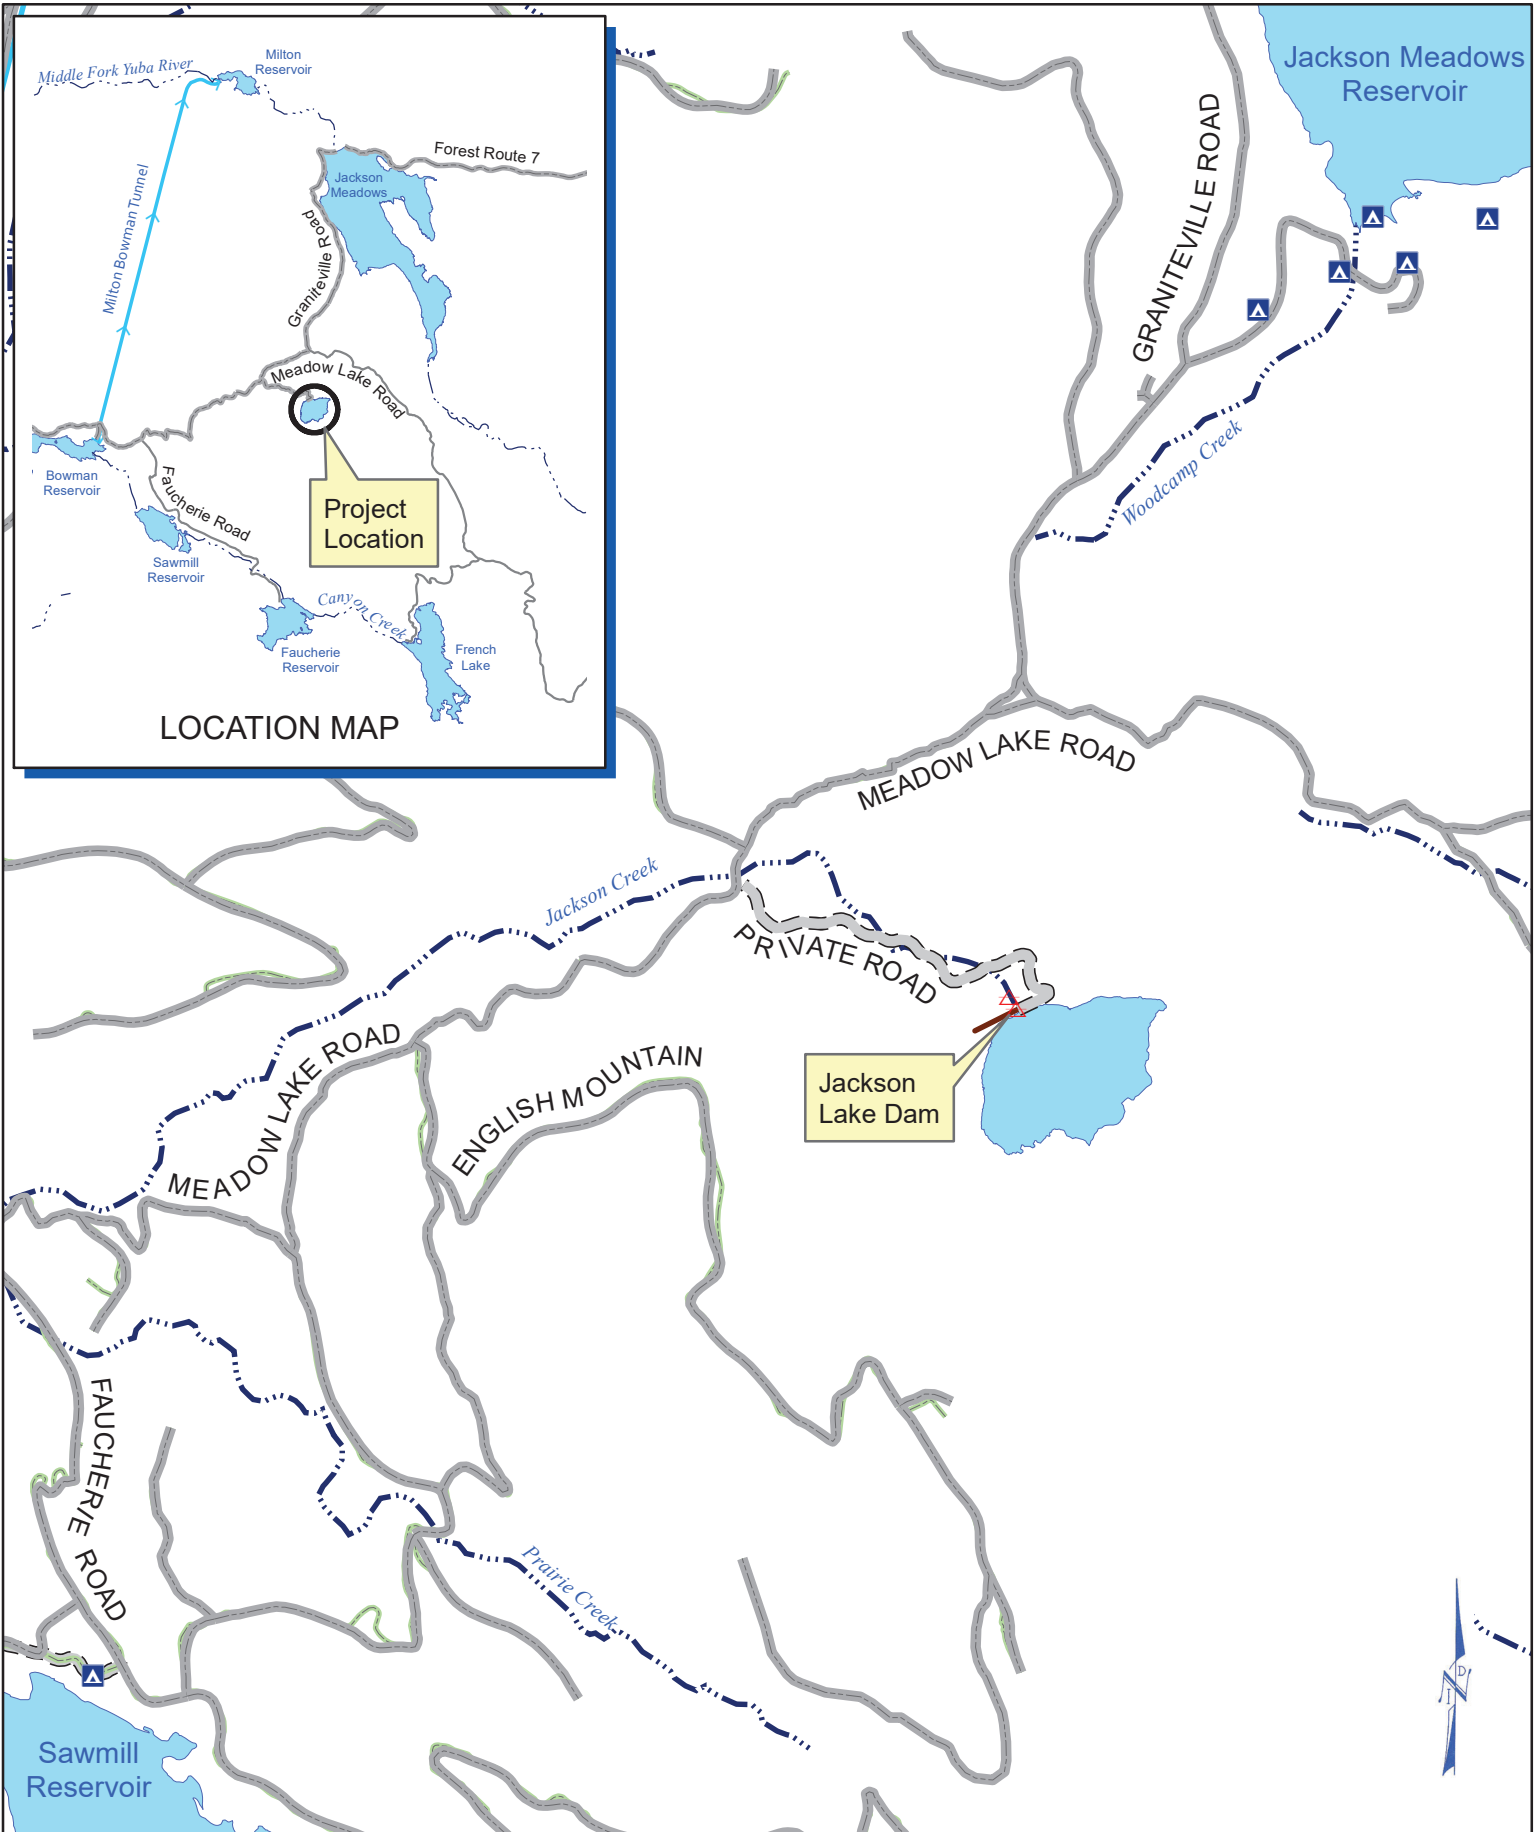 Middle Fork Yuba River
Milton
Reservoir
Forest Route 7
Jackson
Meadows
Milton Bowman Tunnel
Graniteville Road
Meadow Lake Road
Bowman
Reservoir
Faucherie Road
Project
Location
Sawmill
Reservoir
Canyon Creek
Faucherie
Reservoir
French
Lake
LOCATION MAP
Jackson Meadows
Reservoir
GRANITEVILLE ROAD
Woodcamp Creek
MEADOW LAKE ROAD
Jackson Creek
PRIVATE ROAD
Jackson
Lake Dam
MEADOW LAKE ROAD
ENGLISH MOUNTAIN
FAUCHERIE ROAD
Prairie Creek
Sawmill
Reservoir
N
I
D